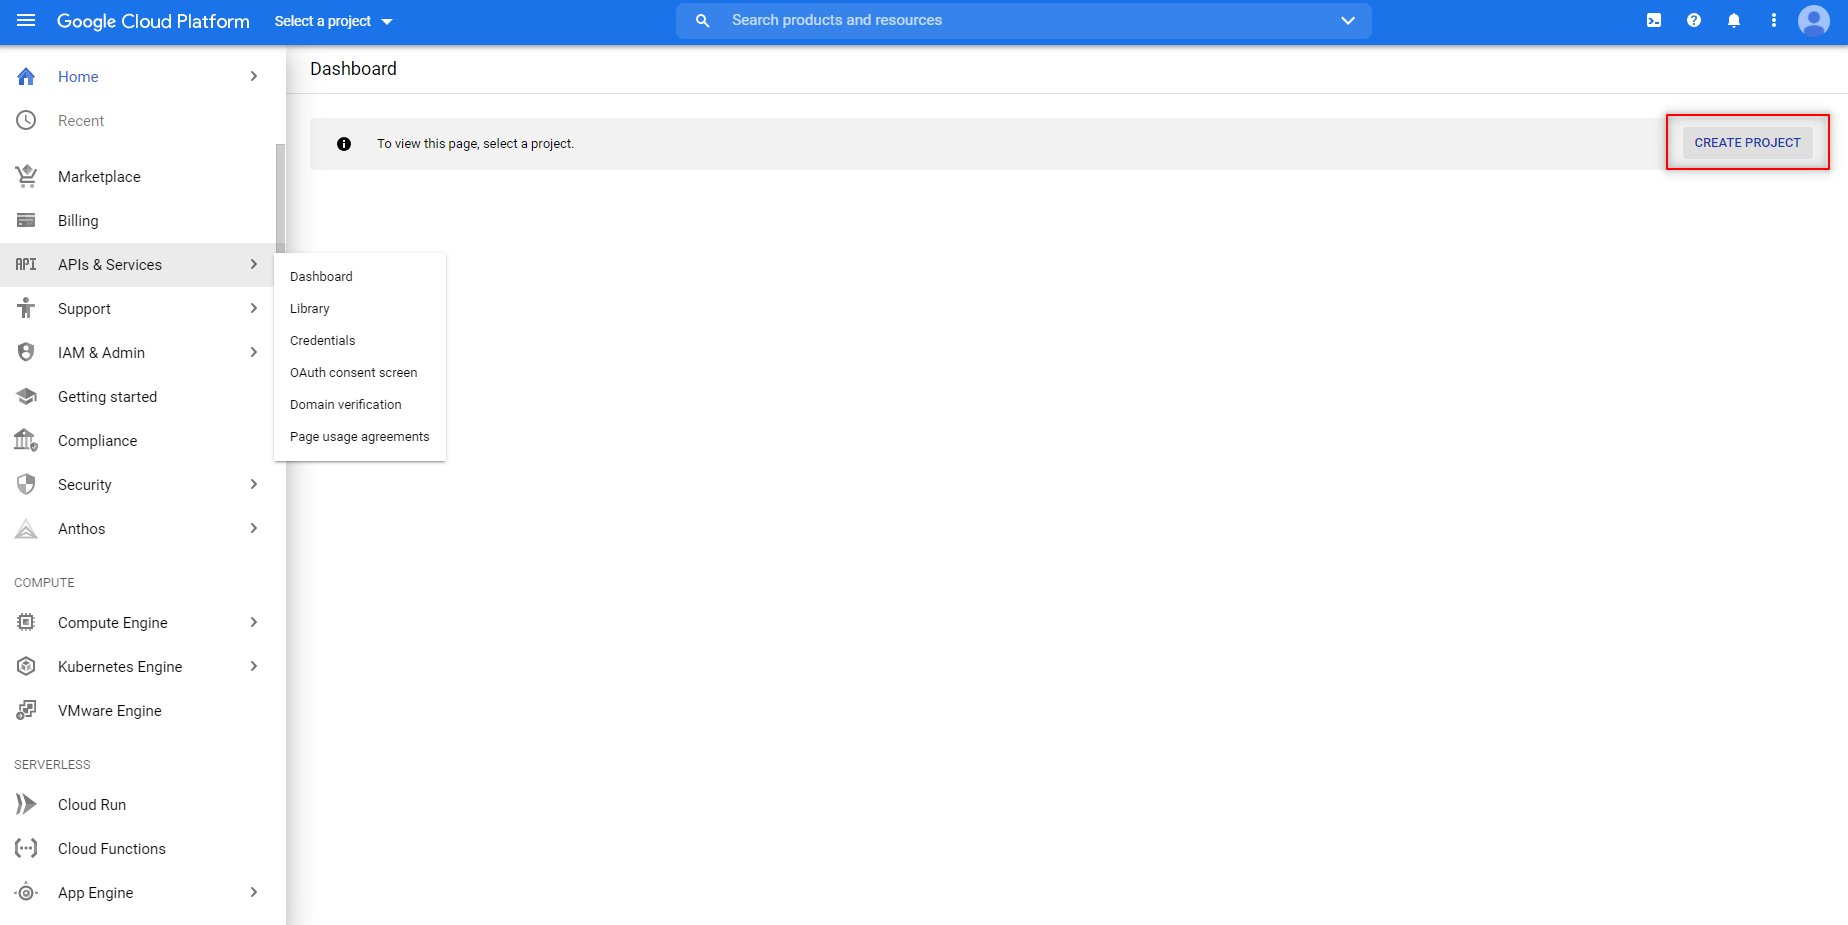 Google Cloud Platform
Select a project
Search products and resources
Home
Recent
Marketplace
Billing
API
APIs & Services
Support
IAM & Admin
Getting started
Compliance
Security
Anthos
COMPUTE
Compute Engine
Kubernetes Engine
VMware Engine
SERVERLESS
Cloud Run
Cloud Functions
App Engine
Dashboard
Library
Credentials
OAuth consent screen
Domain verification
Page usage agreements
Dashboard
To view this page, select a project.
CREATE PROJECT